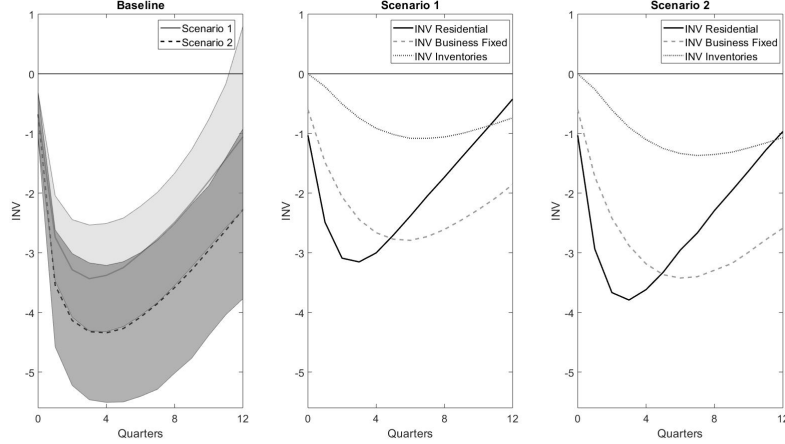 Baseline
Scenario 1
Scenario 2
1
0
-1
-2
-3
-4
-5
INV
0
4
8
12
Quarters
Scenario 1
INV Residential
INV Business Fixed
INV Inventories
1
0
-1
-2
-3
-4
-5
INV
0
4
8
12
Quarters
Scenario 2
INV Residential
INV Business Fixed
INV Inventories
1
0
-1
-2
-3
-4
-5
INV
0
4
8
12
Quarters